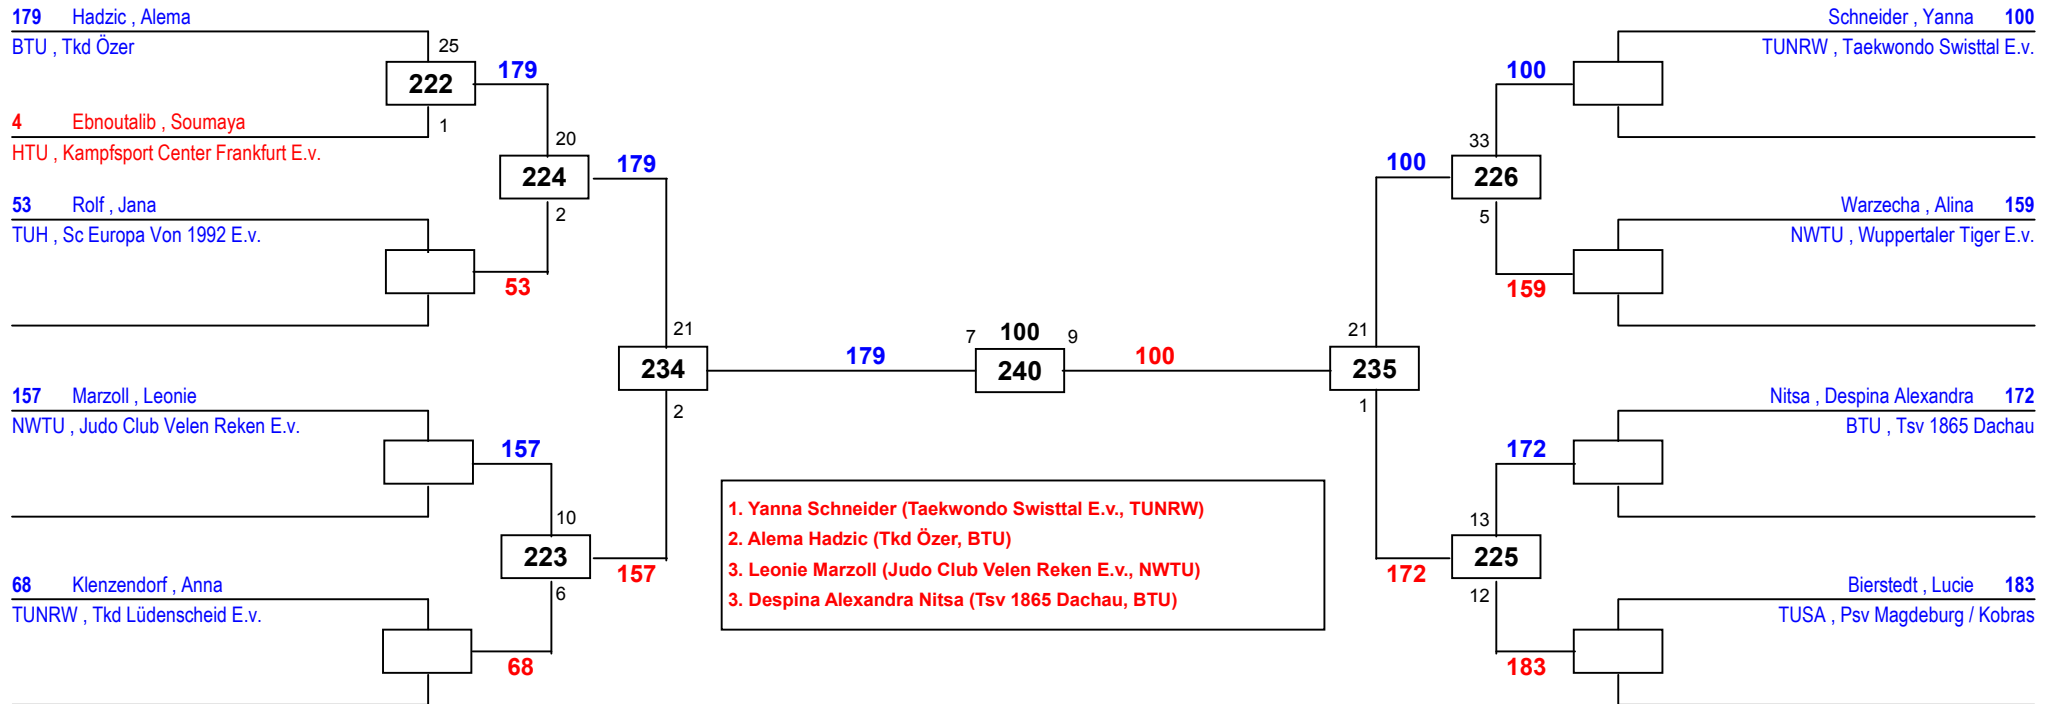 179 Hadzic , Alema
BTU , Tkd Özer
25
222
179
4 Ebnoutalib , Soumaya
HTU , Kampfsport Center Frankfurt E.v.
1
20
224
179
53 Rolf , Jana
TUH , Sc Europa Von 1992 E.v.
2
53
21
234
179
2
157 Marzoll , Leonie
NWTU , Judo Club Velen Reken E.v.
157
10
223
157
6
68 Klenzendorf , Anna
TUNRW , Tkd Lüdenscheid E.v.
68
7 100 9
240
100
1. Yanna Schneider (Taekwondo Swisttal E.v., TUNRW)
2. Alema Hadzic (Tkd Özer, BTU)
3. Leonie Marzoll (Judo Club Velen Reken E.v., NWTU)
3. Despina Alexandra Nitsa (Tsv 1865 Dachau, BTU)
Schneider , Yanna 100
TUNRW , Taekwondo Swisttal E.v.
100
33
100
226
5
Warzecha , Alina 159
NWTU , Wuppertaler Tiger E.v.
159
21
235
1
Nitsa , Despina Alexandra 172
BTU , Tsv 1865 Dachau
172
13
225
172
12
Bierstedt , Lucie 183
TUSA , Psv Magdeburg / Kobras
183